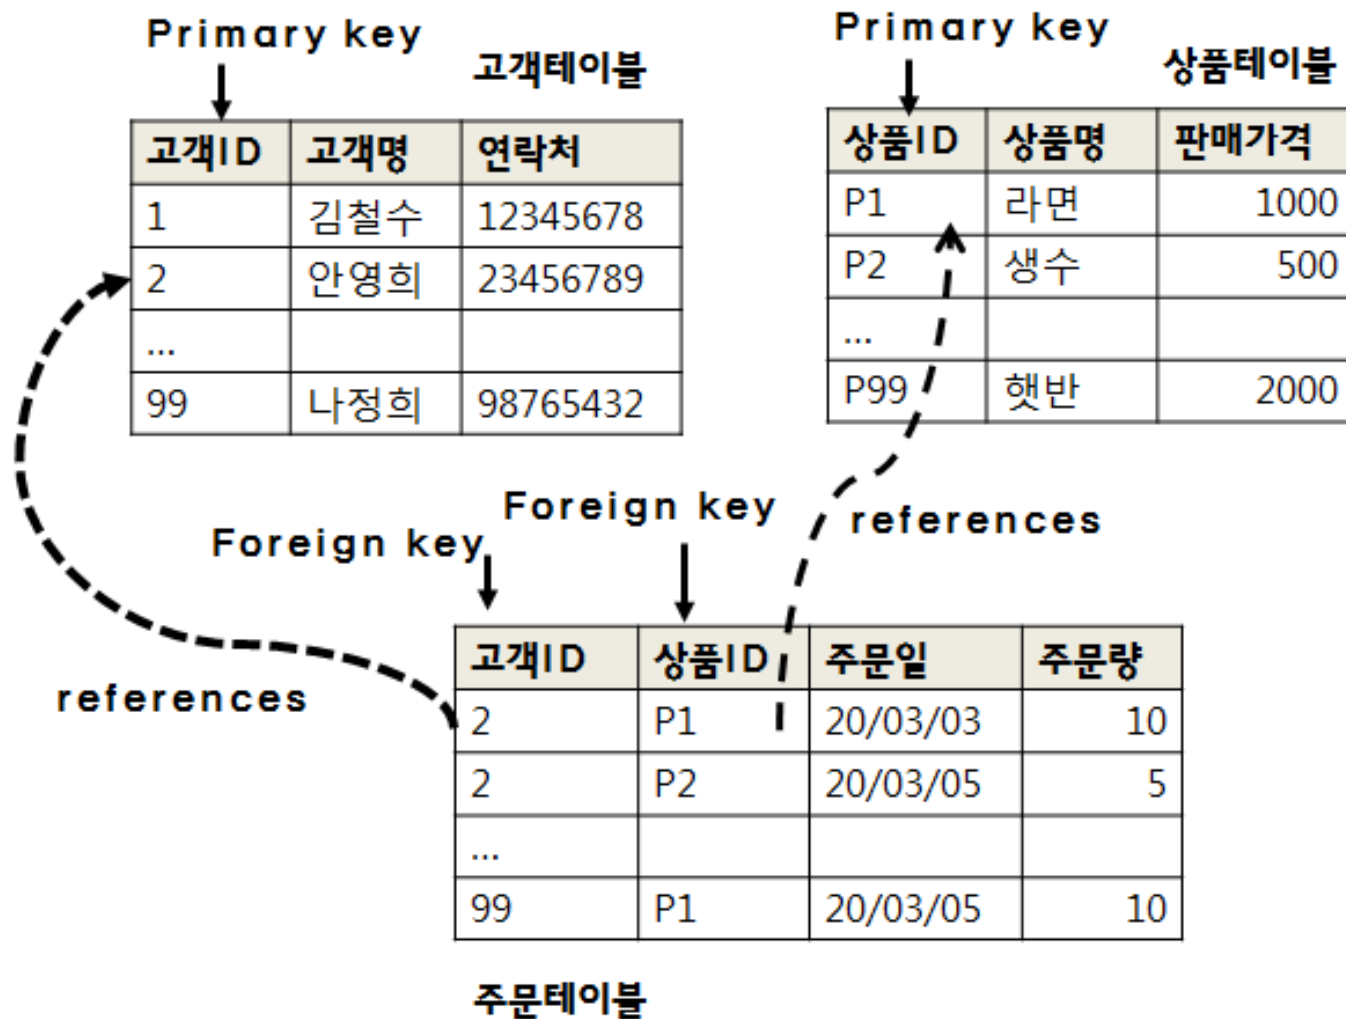 Primary key
고객테이블
고객ID 고객명 연락처
1 김철수 12345678
2 안영희 23456789
...
99 나정희 98765432
Primary key
상품테이블
상품ID 상품명 판매가격
P1 라면 1000
P2 생수 500
...
P99 햇반 2000
Foreign key
Foreign key
references
references
고객ID 상품ID 주문일 주문량
2 P1 20/03/03 10
2 P2 20/03/05 5
...
99 P1 20/03/05 10
주문테이블